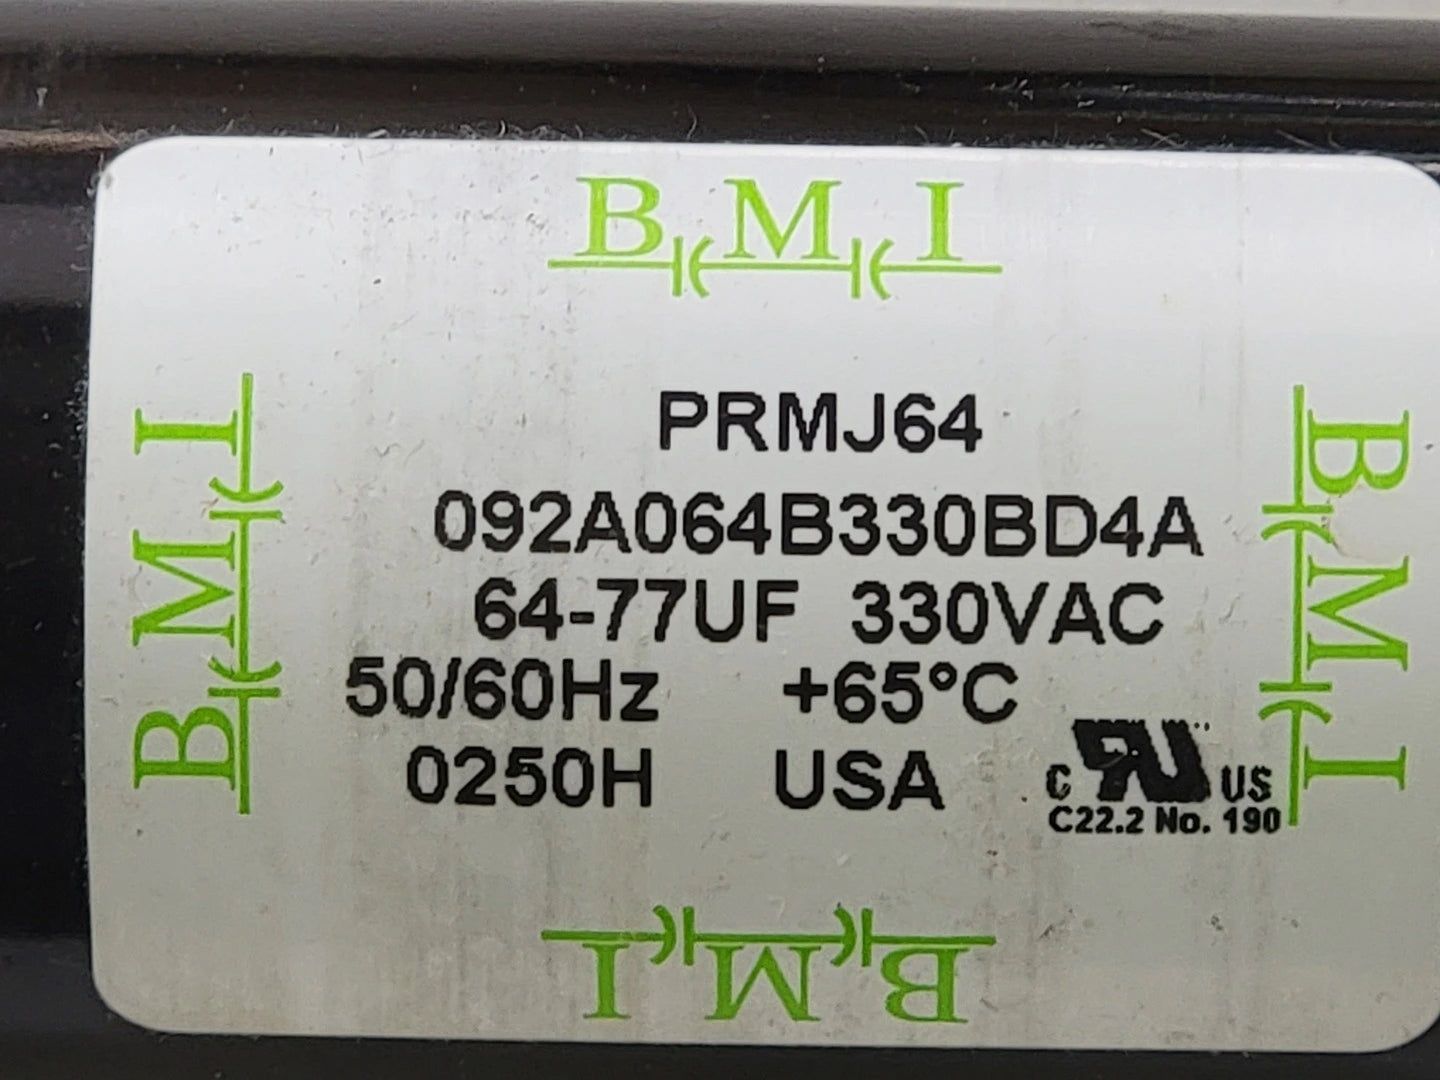 BMI
PRMJ64
092A064B330BD4A
64-77UF 330VAC
50/60Hz +65°C
0250H USA
C RU US
C22.2 No. 190
BMI
BMI
BMI